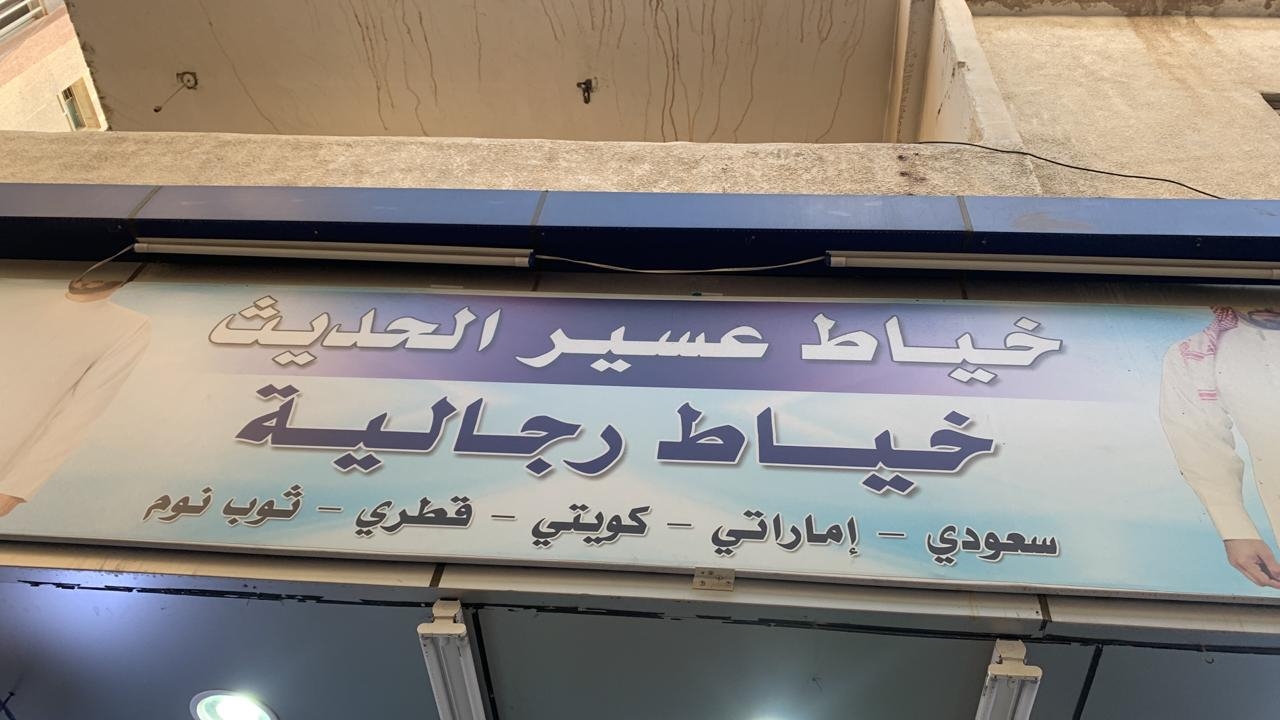 خياط عسير الحديث
خياط رجالية
سعودي - إماراتي - كويتي - قطري - ثوب نوم